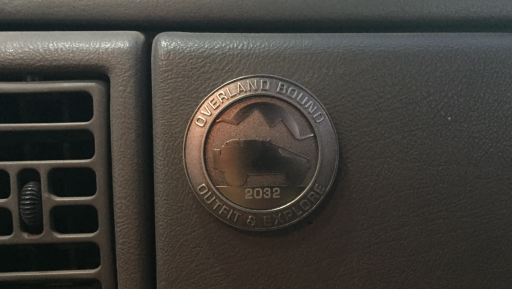 OVERLAND BOUND
2032
OUTFIT & EXPLORE